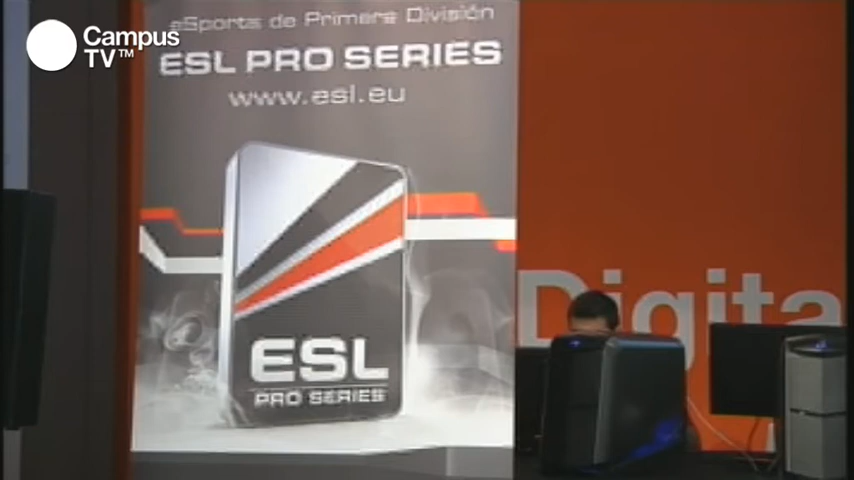 Campus
TV™
eSports de Primera División
ESL PRO SERIES
www.esl.eu
ESL
PRO SERIES
Digita